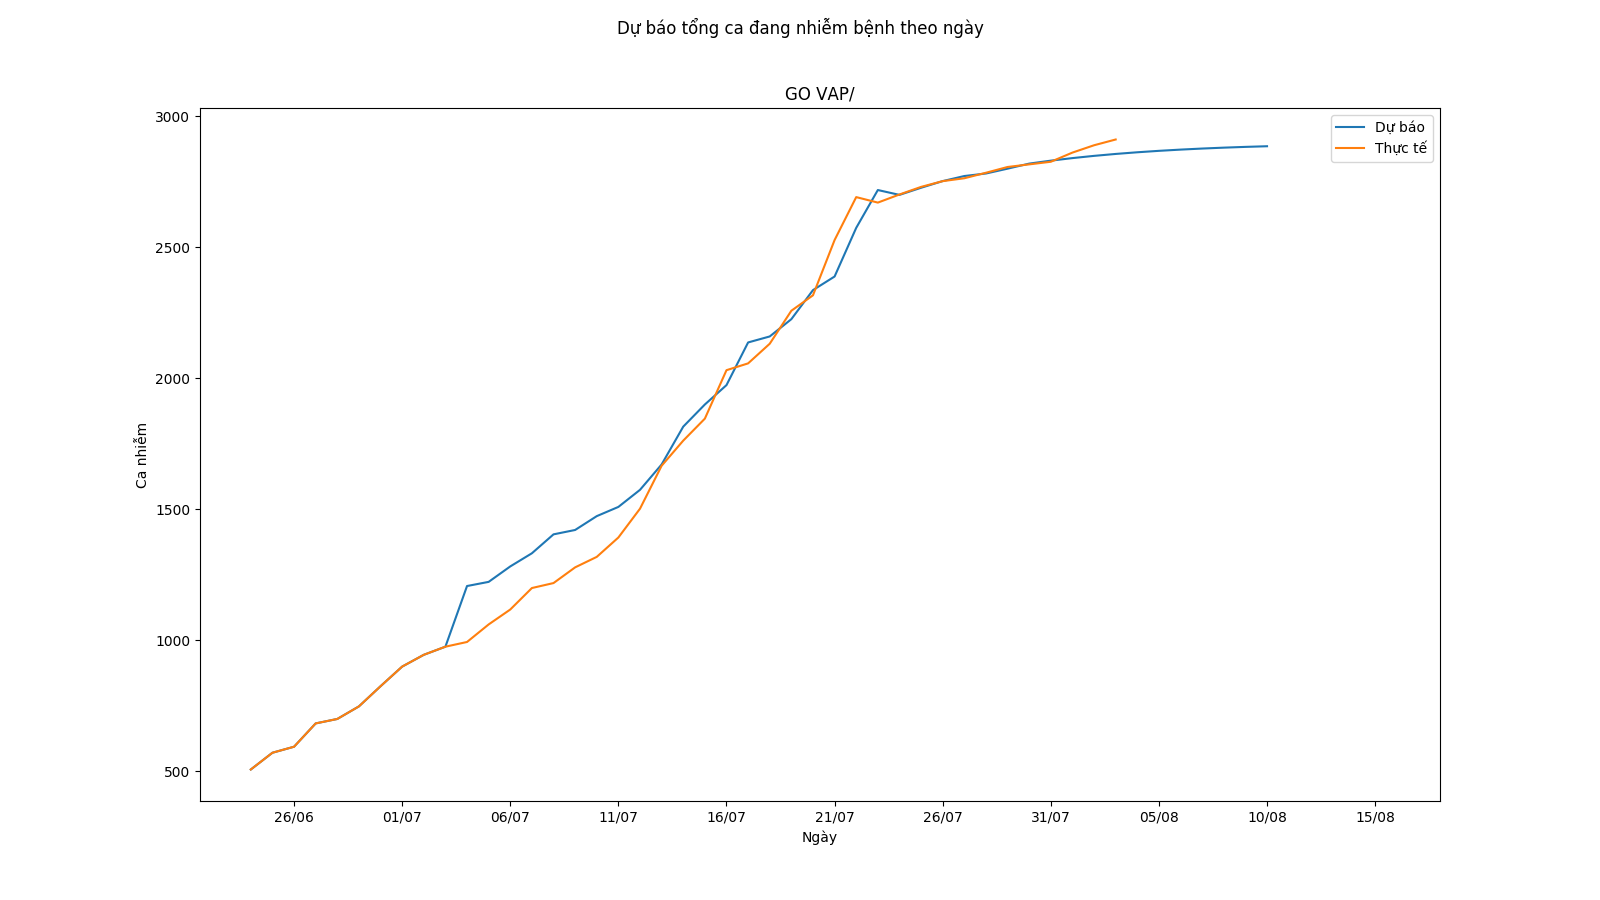 Dự báo tổng ca đang nhiễm bệnh theo ngày
GO VAP/
Dự báo
Thực tế
3000
2500
2000
1500
1000
500
Ca nhiễm
26/06
01/07
06/07
11/07
16/07
21/07
26/07
31/07
05/08
10/08
15/08
Ngày